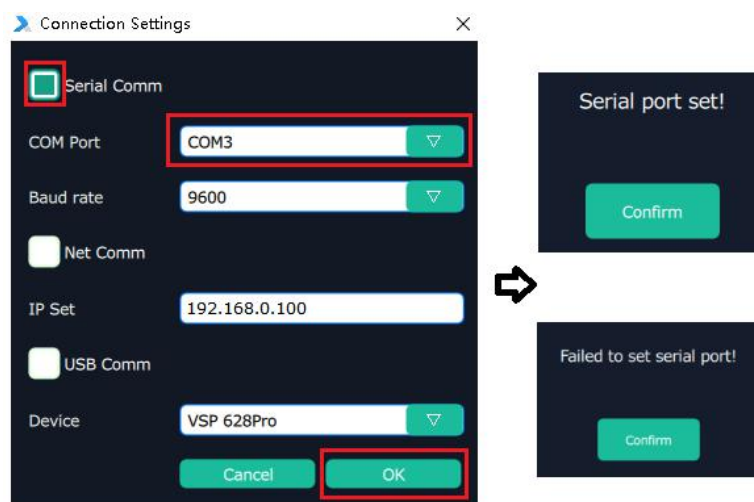 Connection Settings
Serial Comm
COM Port
COM3
Baud rate
9600
Net Comm
IP Set
192.168.0.100
USB Comm
Device
VSP 628Pro
Cancel
OK
Serial port set!
Confirm
Failed to set serial port!
Confirm